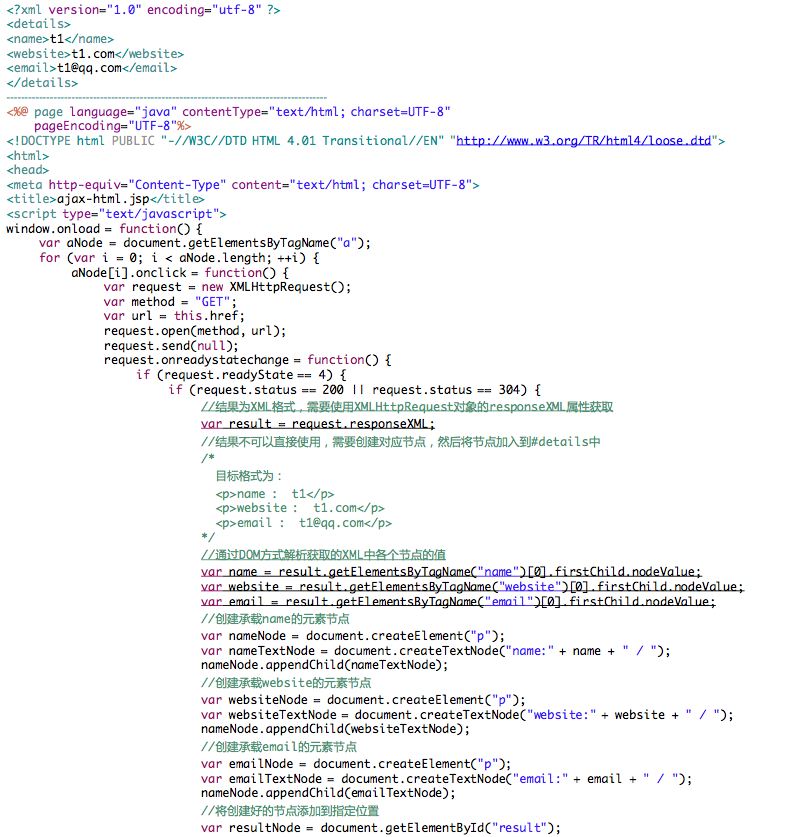 <?xml version="1.0" encoding="utf-8" ?>
<details>
<name>t1</name>
<website>t1.com</website>
<email>t1@qq.com</email>
</details>
--------------------------------------------------------------------------------
<%@ page language="java" contentType="text/html; charset=UTF-8"
    pageEncoding="UTF-8"%>
<!DOCTYPE html PUBLIC "-//W3C//DTD HTML 4.01 Transitional//EN" "http://www.w3.org/TR/html4/loose.dtd">
<html>
<head>
<meta http-equiv="Content-Type" content="text/html; charset=UTF-8">
<title>ajax-html.jsp</title>
<script type="text/javascript">
window.onload = function() {
    var aNode = document.getElementsByTagName("a");
    for (var i = 0; i < aNode.length; ++i) {
        aNode[i].onclick = function() {
            var request = new XMLHttpRequest();
            var method = "GET";
            var url = this.href;
            request.open(method, url);
            request.send(null);
            request.onreadystatechange = function() {
                if (request.readyState == 4) {
                    if (request.status == 200 || request.status == 304) {
                        //结果为XML格式，需要使用XMLHttpRequest对象的responseXML属性获取
                        var result = request.responseXML;
                        //结果不可以直接使用，需要创建对应节点，然后将节点加入到#details中
                        /*
                          目标格式为：
                          <p>name： t1</p>
                          <p>website： t1.com</p>
                          <p>email： t1@qq.com</p>
                        */
                        //通过DOM方式解析获取的XML中各个节点的值
                        var name = result.getElementsByTagName("name")[0].firstChild.nodeValue;
                        var website = result.getElementsByTagName("website")[0].firstChild.nodeValue;
                        var email = result.getElementsByTagName("email")[0].firstChild.nodeValue;
                        //创建承载name的元素节点
                        var nameNode = document.createElement("p");
                        var nameTextNode = document.createTextNode("name:" + name + " / ");
                        nameNode.appendChild(nameTextNode);
                        //创建承载website的元素节点
                        var websiteNode = document.createElement("p");
                        var websiteTextNode = document.createTextNode("website:" + website + " / ");
                        nameNode.appendChild(websiteTextNode);
                        //创建承载email的元素节点
                        var emailNode = document.createElement("p");
                        var emailTextNode = document.createTextNode("email:" + email + " / ");
                        nameNode.appendChild(emailTextNode);
                        //将创建好的节点添加到指定位置
                        var resultNode = document.getElementById("result");